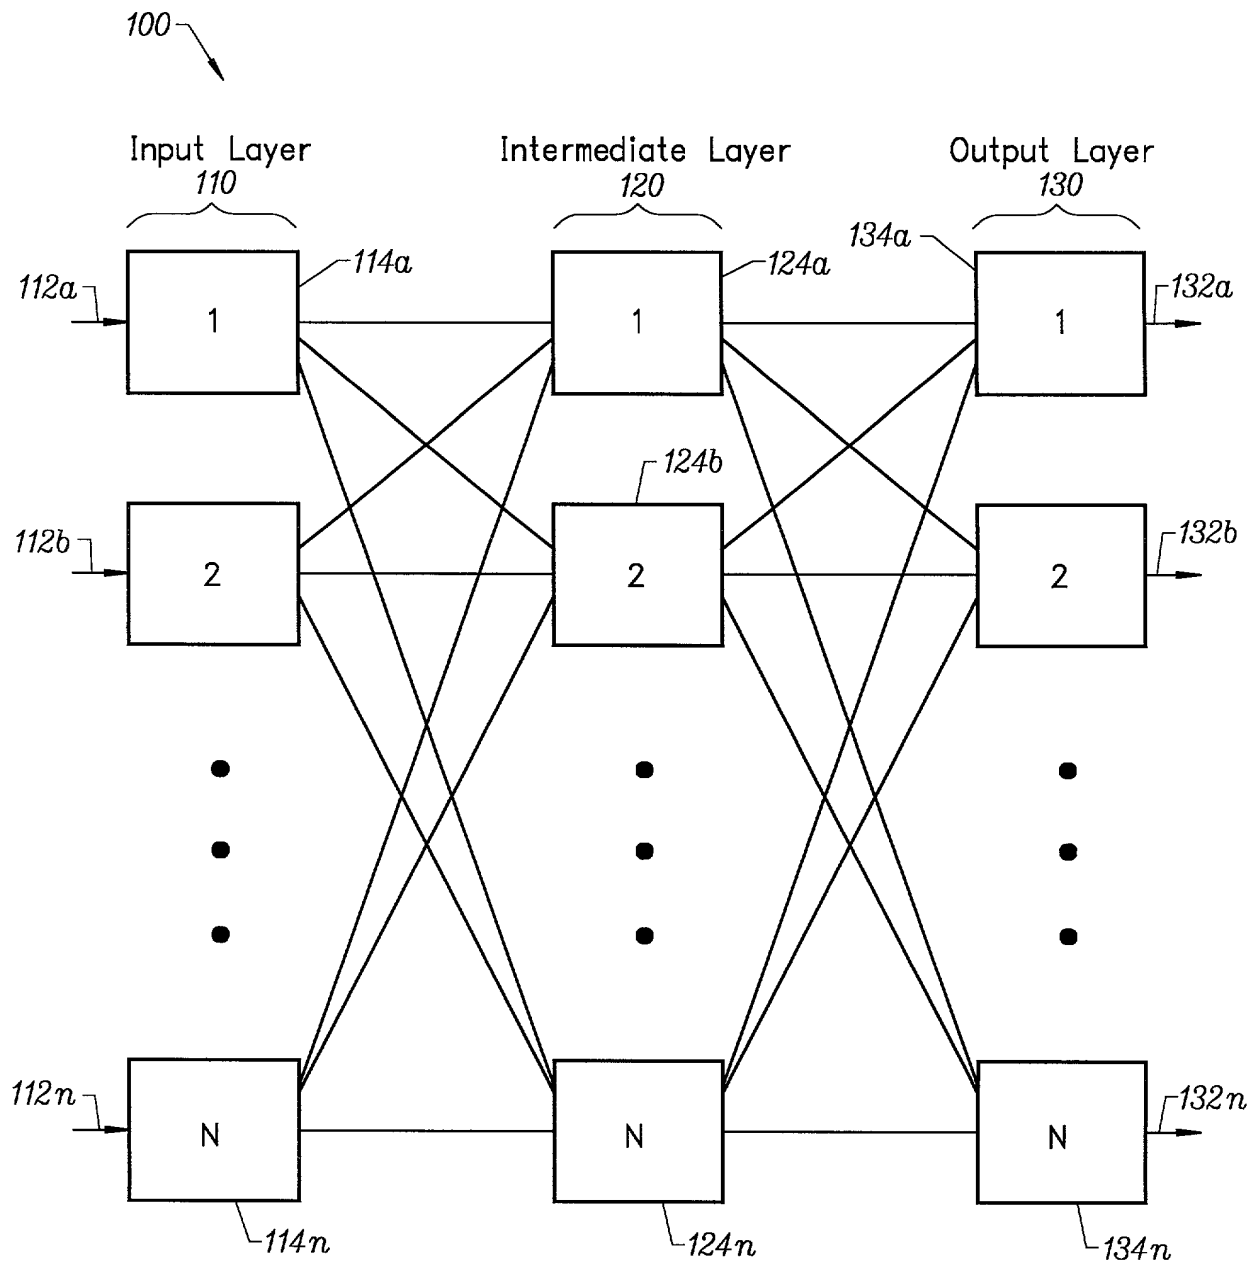 100
Input Layer
Intermediate Layer
Output Layer
110
120
130
112a
114a
124a
134a
132a
1
1
1
112b
124b
132b
2
2
2
112n
132n
N
N
N
114n
124n
134n